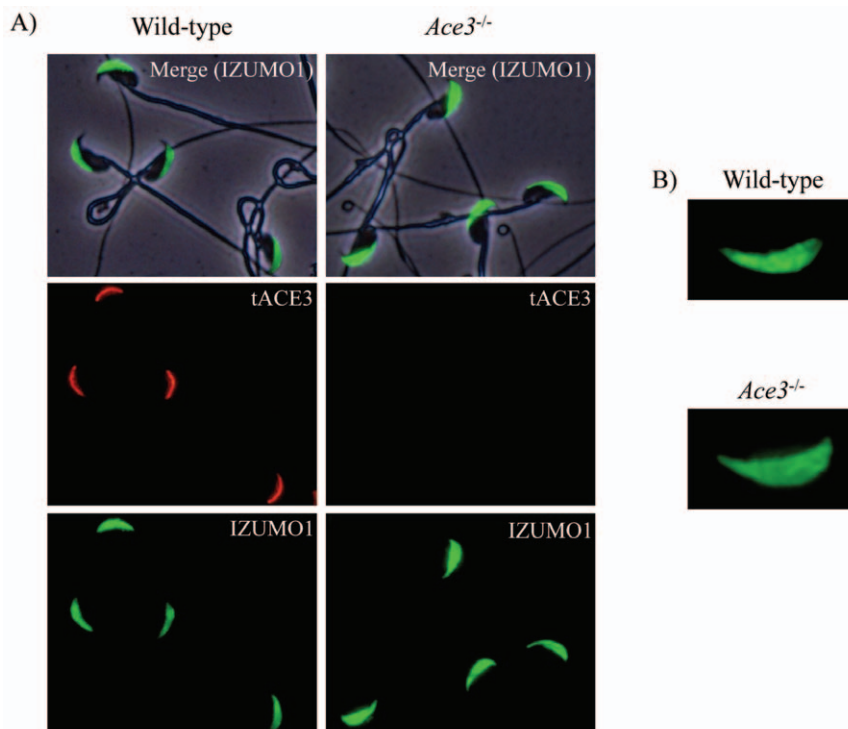 A)
Wild-type
Ace3-/-
Merge (IZUMO1)
Merge (IZUMO1)
tACE3
tACE3
IZUMO1
IZUMO1
B)
Wild-type
Ace3-/-